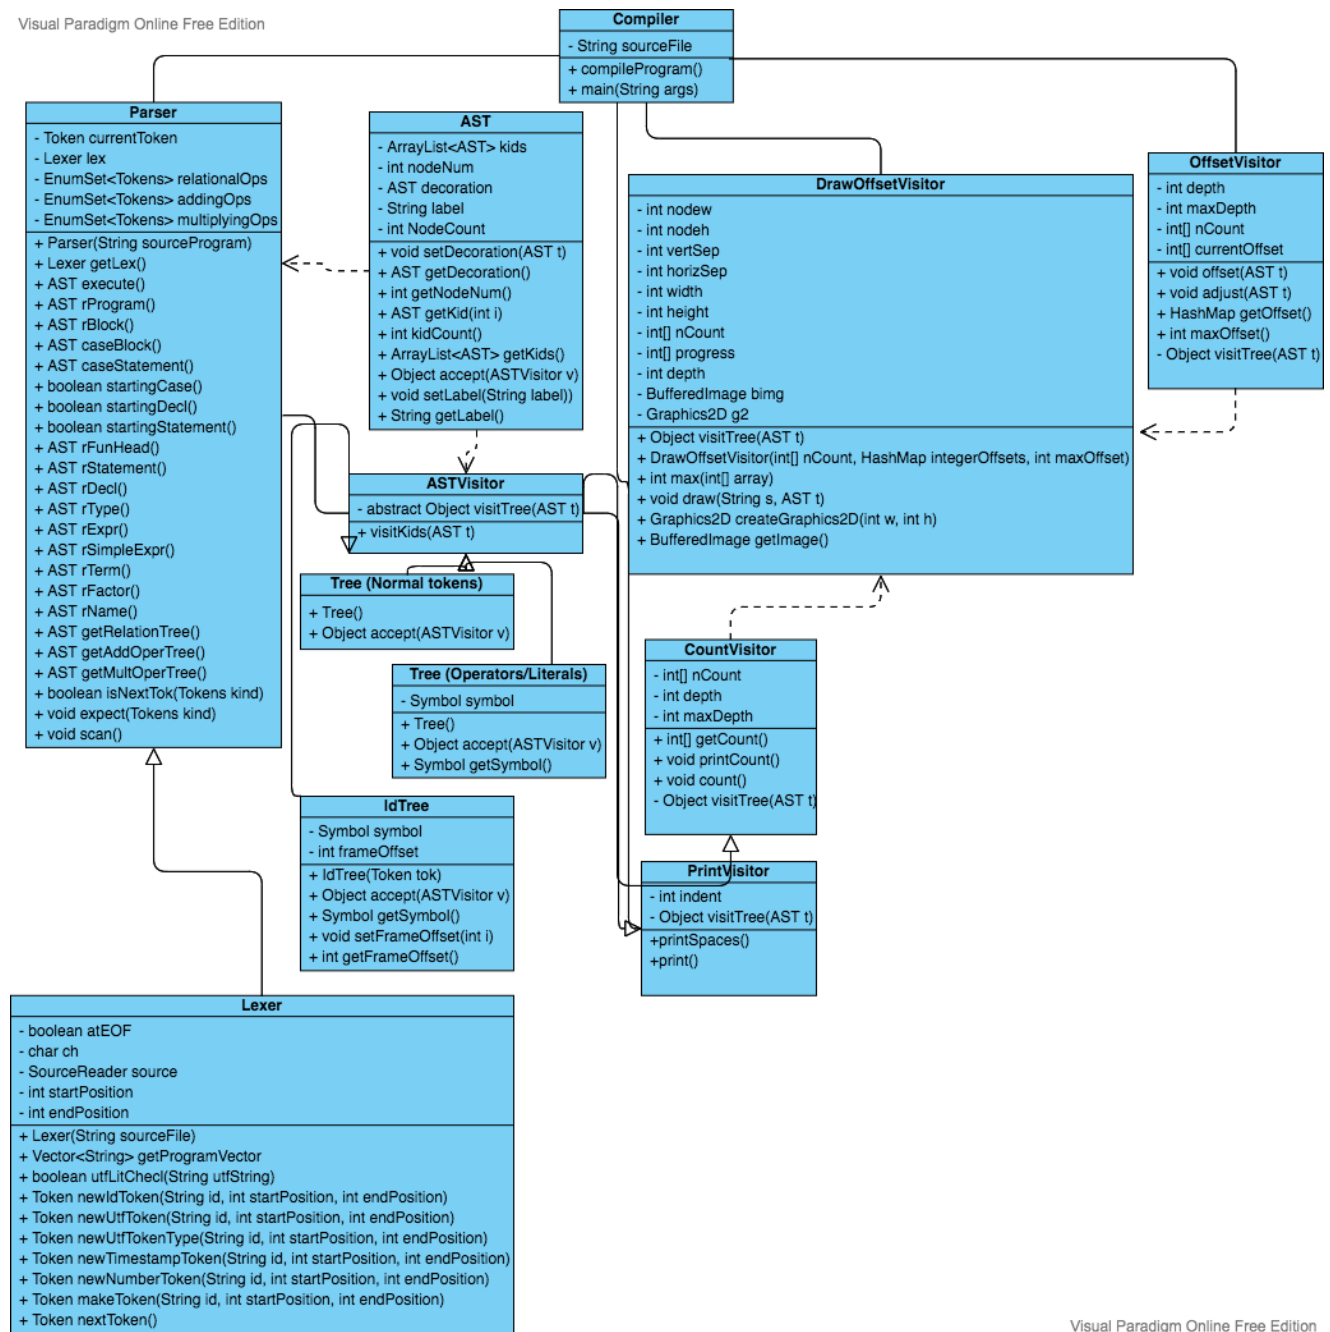 Visual Paradigm Online Free Edition
Compiler
- String sourceFile
+ compileProgram()
+ main(String args)
Parser
- Token currentToken
- Lexer lex
- EnumSet<Tokens> relationalOps
- EnumSet<Tokens> addingOps
- EnumSet<Tokens> multiplyingOps
+ Parser(String sourceProgram)
+ Lexer getLex()
+ AST execute()
+ AST rProgram()
+ AST rBlock()
+ AST caseBlock()
+ AST caseStatement()
+ boolean startingCase()
+ boolean startingDecl()
+ boolean startingStatement()
+ AST rFunHead()
+ AST rStatement()
+ AST rDecl()
+ AST rType()
+ AST rExpr()
+ AST rSimpleExpr()
+ AST rTerm()
+ AST rFactor()
+ AST rName()
+ AST getRelationTree()
+ AST getAddOperTree()
+ AST getMultOperTree()
+ boolean isNextTok(Tokens kind)
+ void expect(Tokens kind)
+ void scan()
AST
- ArrayList<AST> kids
- int nodeNum
- AST decoration
- String label
- int NodeCount
+ void setDecoration(AST t)
+ AST getDecoration()
+ int getNodeNum()
+ AST getKid(int i)
+ int kidCount()
+ ArrayList<AST> getKids()
+ Object accept(ASTVisitor v)
+ void setLabel(String label))
+ String getLabel()
DrawOffsetVisitor
- int nodew
- int nodeh
- int vertSep
- int horizSep
- int width
- int height
- int[] nCount
- int[] progress
- int depth
- BufferedImage bimg
- Graphics2D g2
+ Object visitTree(AST t)
+ DrawOffsetVisitor(int[] nCount, HashMap integerOffsets, int maxOffset)
+ int max(int[] array)
+ void draw(String s, AST t)
+ Graphics2D createGraphics2D(int w, int h)
+ BufferedImage getImage()
OffsetVisitor
- int depth
- int maxDepth
- int[] nCount
- int[] currentOffset
+ void offset(AST t)
+ void adjust(AST t)
+ HashMap getOffset()
+ int maxOffset()
- Object visitTree(AST t)
ASTVisitor
- abstract Object visitTree(AST t)
+ visitKids(AST t)
Tree (Normal tokens)
+ Tree()
+ Object accept(ASTVisitor v)
Tree (Operators/Literals)
- Symbol symbol
+ Tree()
+ Object accept(ASTVisitor v)
+ Symbol getSymbol()
CountVisitor
- int[] nCount
- int depth
- int maxDepth
+ int[] getCount()
+ void printCount()
+ void count()
- Object visitTree(AST t)
IdTree
- Symbol symbol
- int frameOffset
+ IdTree(Token tok)
+ Object accept(ASTVisitor v)
+ Symbol getSymbol()
+ void setFrameOffset(int i)
+ int getFrameOffset()
PrintVisitor
- int indent
- Object visitTree(AST t)
+printSpaces()
+print()
Lexer
- boolean atEOF
- char ch
- SourceReader source
- int startPosition
- int endPosition
+ Lexer(String sourceFile)
+ Vector<String> getProgramVector
+ boolean utfLitChecl(String utfString)
+ Token newIdToken(String id, int startPosition, int endPosition)
+ Token newUtfToken(String id, int startPosition, int endPosition)
+ Token newUtfTokenType(String id, int startPosition, int endPosition)
+ Token newTimestampToken(String id, int startPosition, int endPosition)
+ Token newNumberToken(String id, int startPosition, int endPosition)
+ Token makeToken(String id, int startPosition, int endPosition)
+ Token nextToken()
Visual Paradigm Online Free Edition